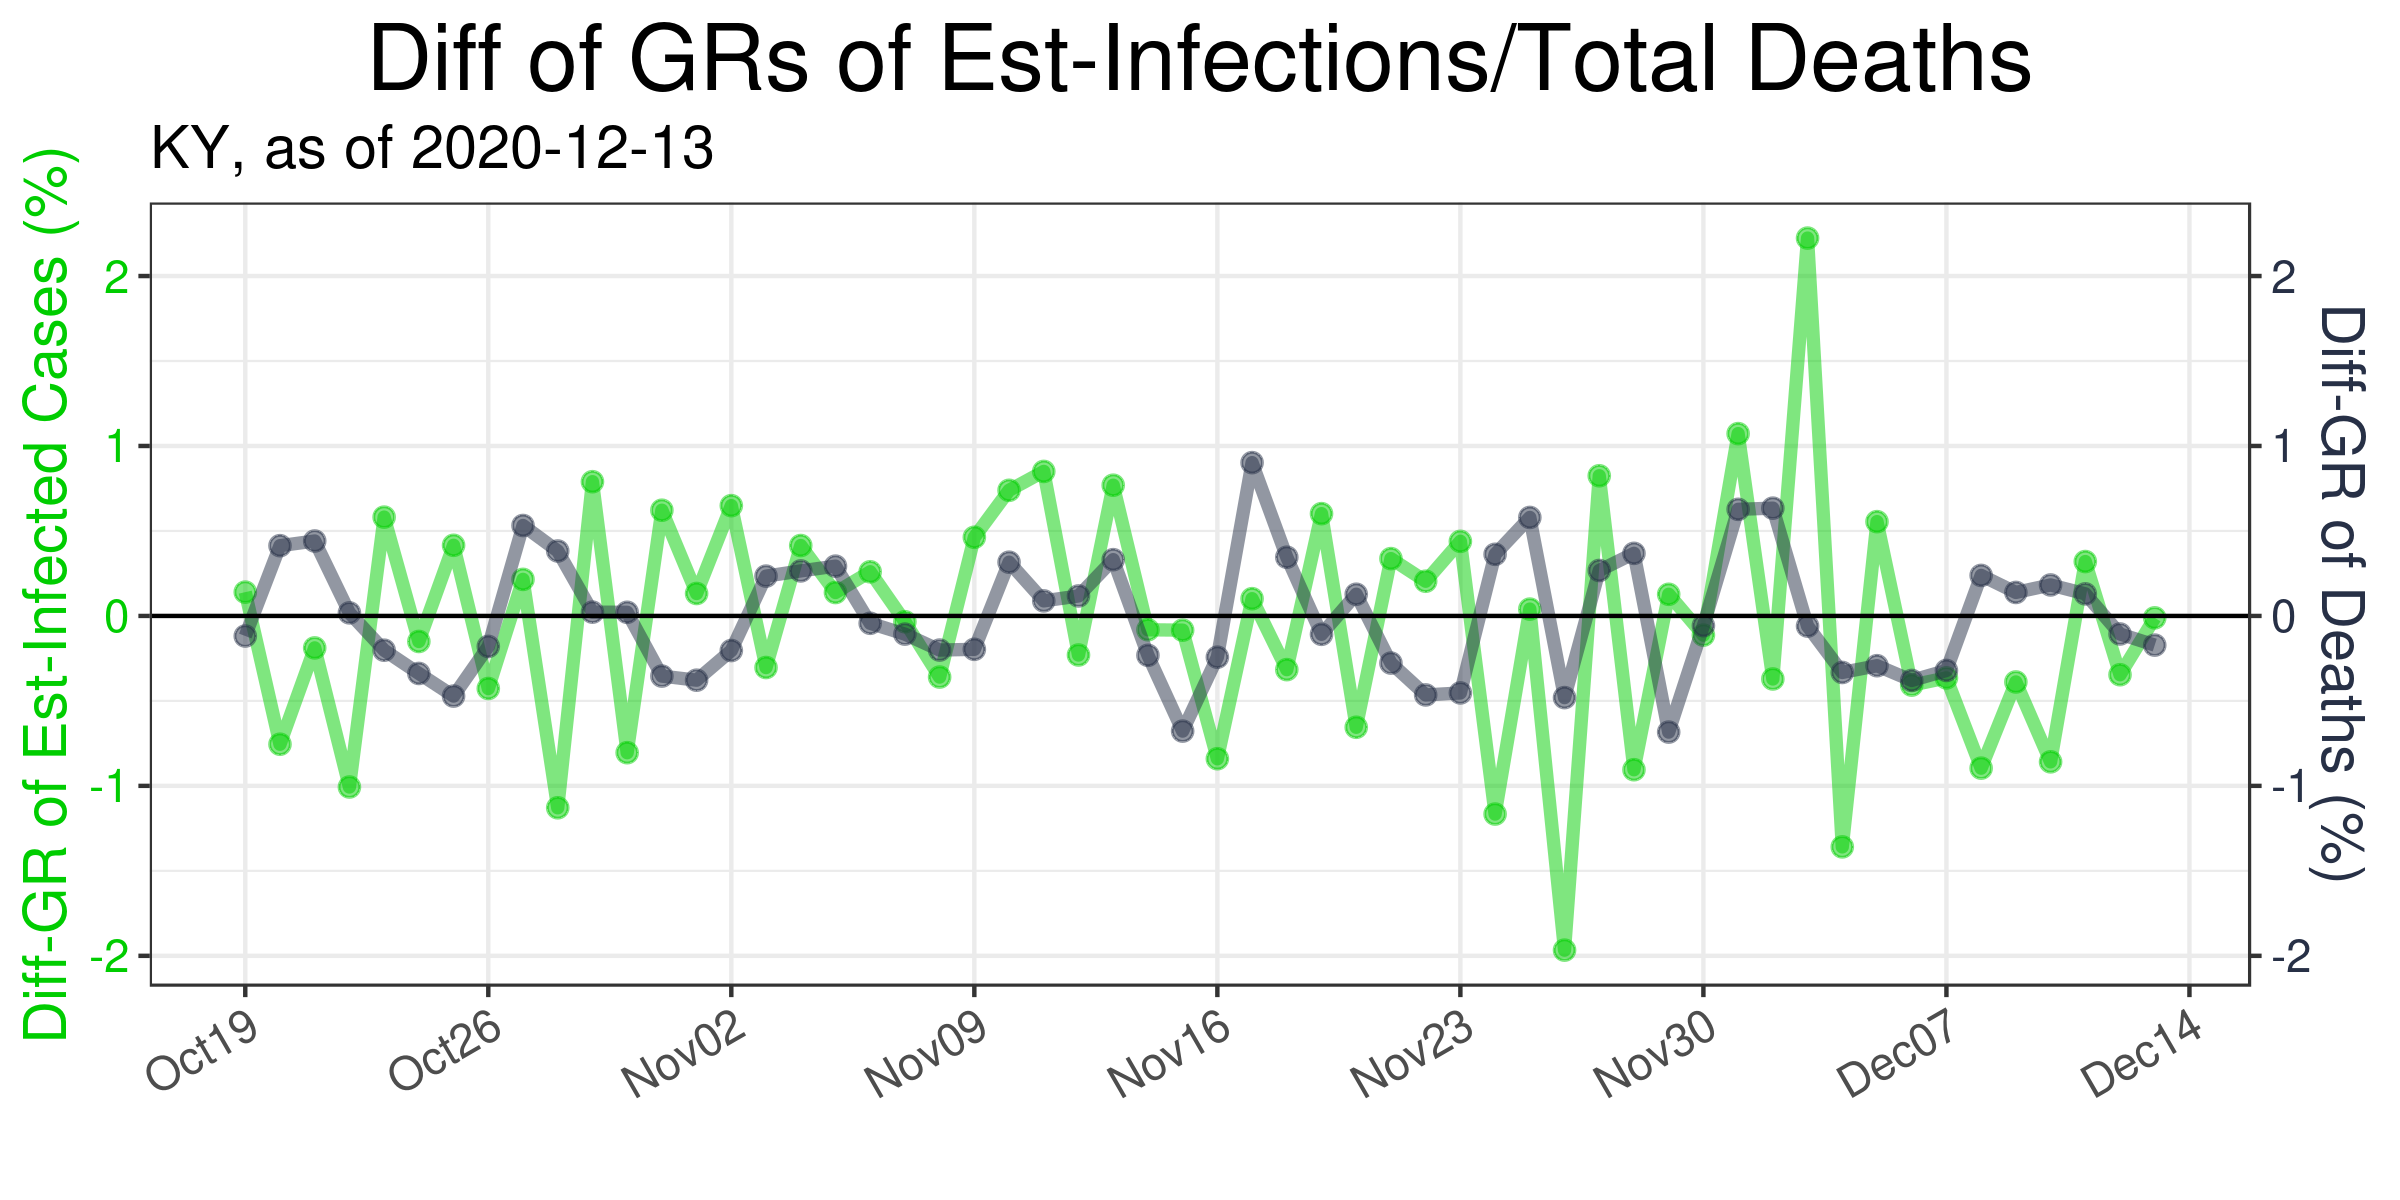 Diff of GRs of Est-Infections/Total Deaths
KY, as of 2020-12-13
Diff-GR of Est-Infected Cases (%)
2
1
0
-1
-2
2
1
0
-1
-2
Diff-GR of Deaths (%)
Oct19
Oct26
Nov02
Nov09
Nov16
Nov23
Nov30
Dec07
Dec14